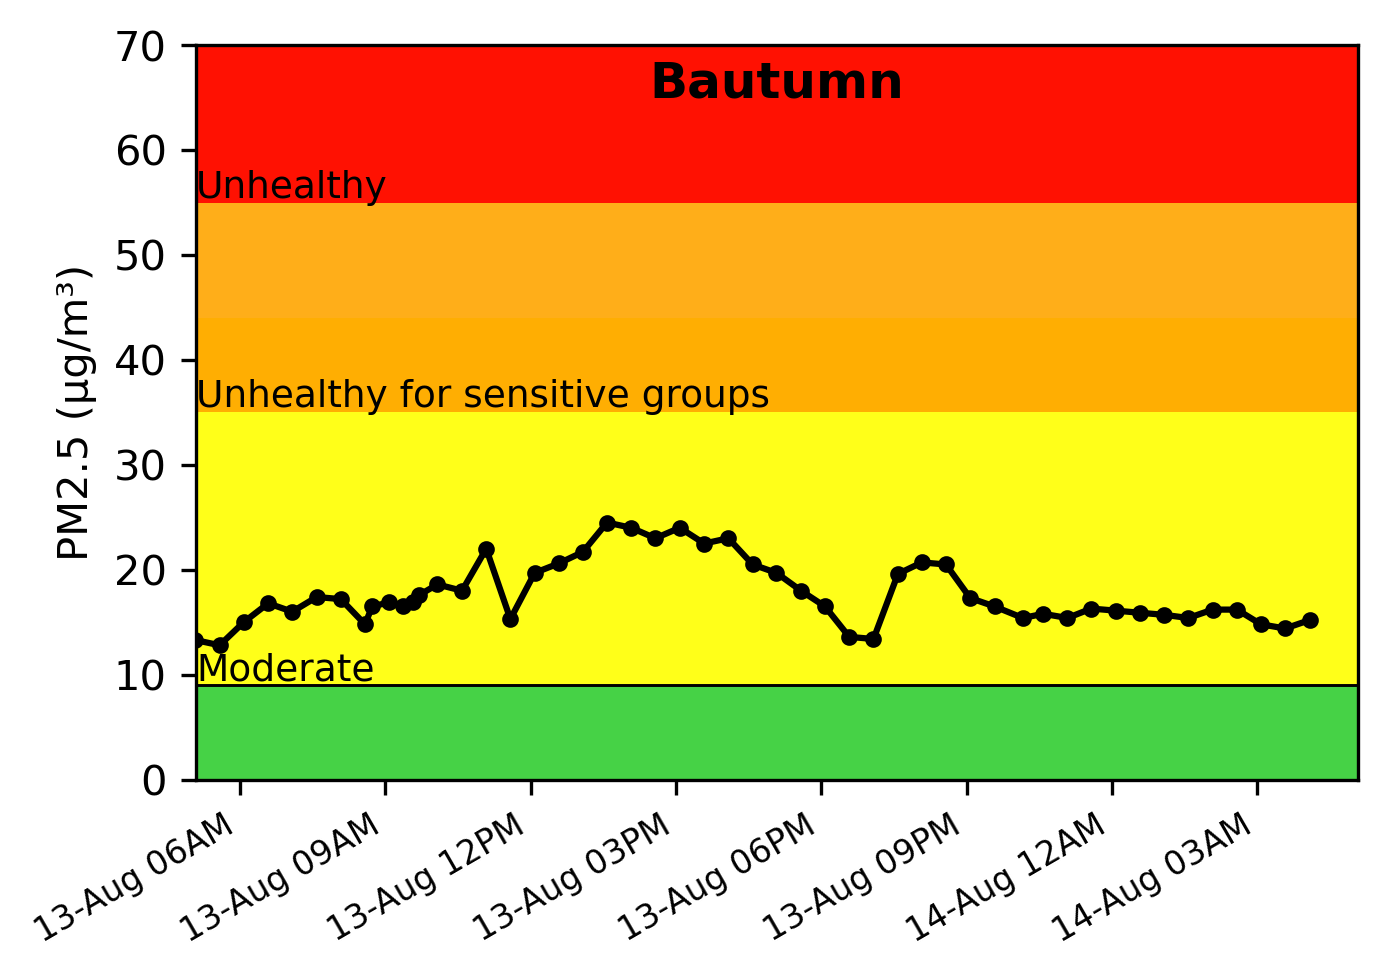 Bautumn
PM2.5 (µg/m³)
70
60
50
40
30
20
10
0
Unhealthy
Unhealthy for sensitive groups
Moderate
13-Aug 06AM
13-Aug 09AM
13-Aug 12PM
13-Aug 03PM
13-Aug 06PM
13-Aug 09PM
14-Aug 12AM
14-Aug 03AM